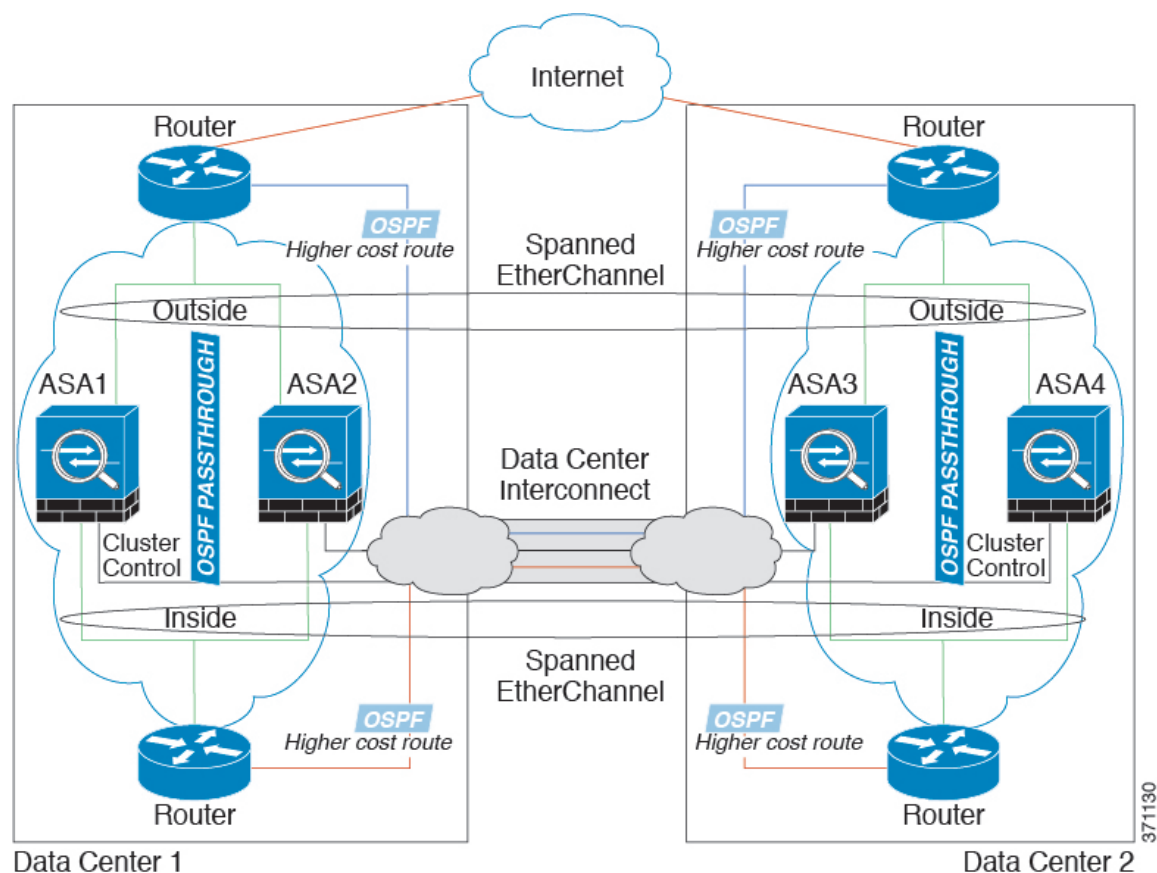 Internet
Router
Router
OSPF
Higher cost route
Spanned
EtherChannel
OSPF
Higher cost route
Outside
Outside
ASA1
OSPF PASSTHROUGH
ASA2
ASA3
OSPF PASSTHROUGH
ASA4
Data Center
Interconnect
Cluster
Control
Cluster
Control
Inside
Inside
Spanned
EtherChannel
OSPF
Higher cost route
OSPF
Higher cost route
Router
Router
371130
Data Center 1
Data Center 2